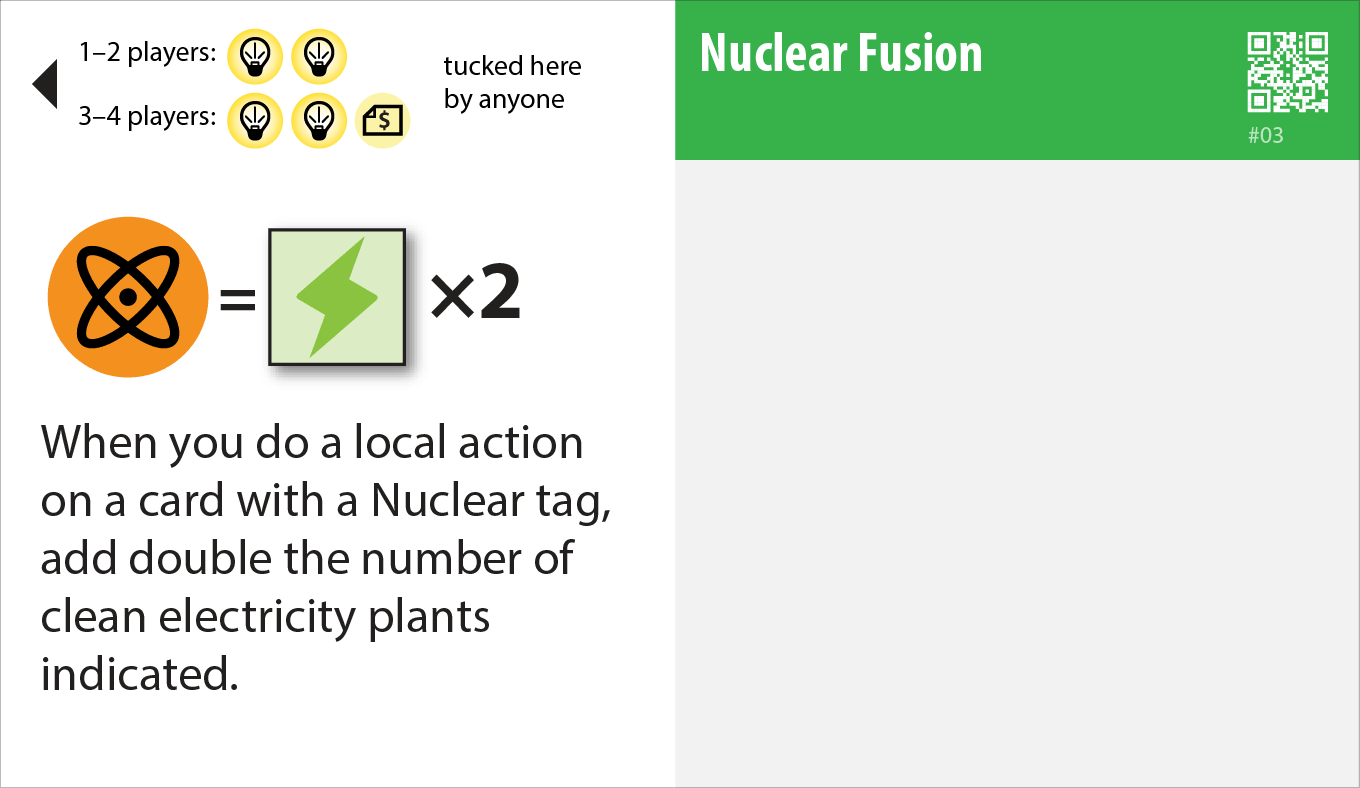 1–2 players:
3–4 players:
$
tucked here
by anyone
Nuclear Fusion
#03
= ×2
When you do a local action
on a card with a Nuclear tag,
add double the number of
clean electricity plants
indicated.